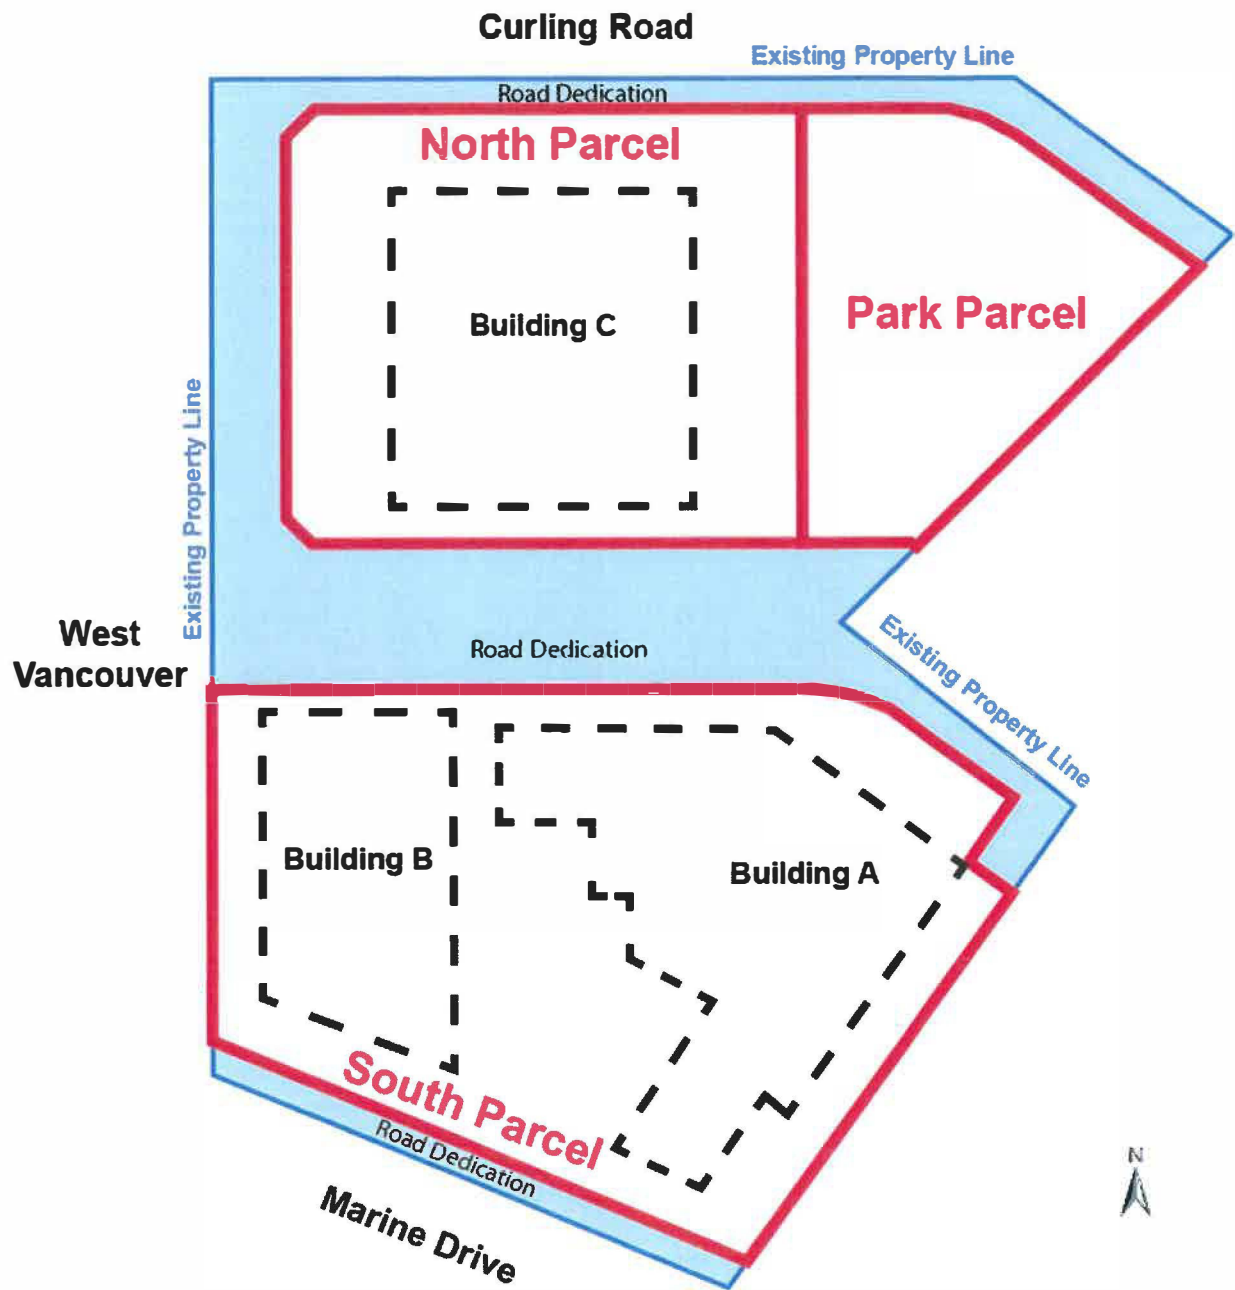 Curling Road
Existing Property Line
Road Dedication
North Parcel
Building C
Park Parcel
Existing Property Line
West
Vancouver
Road Dedication
Existing Property Line
Building B
Building A
South Parcel
Road Dedication
Marine Drive
N